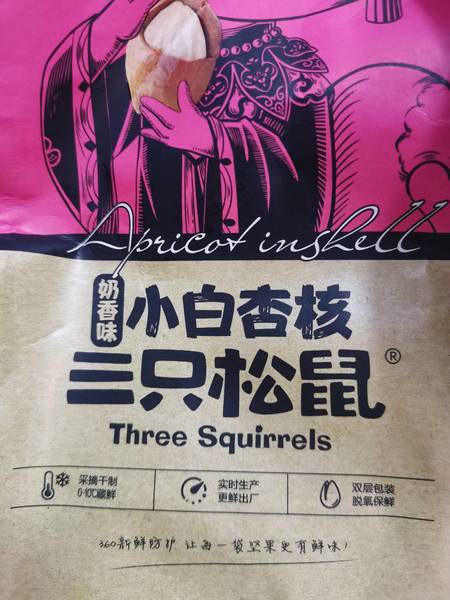 Apricot inshell
奶香味
小白杏核
三只松鼠®
Three Squirrels
采摘干制
0-10℃藏鲜
实时生产
更鲜出厂
双层包装
脱氧保鲜
360新鲜防护 让每一袋坚果更有鲜味!